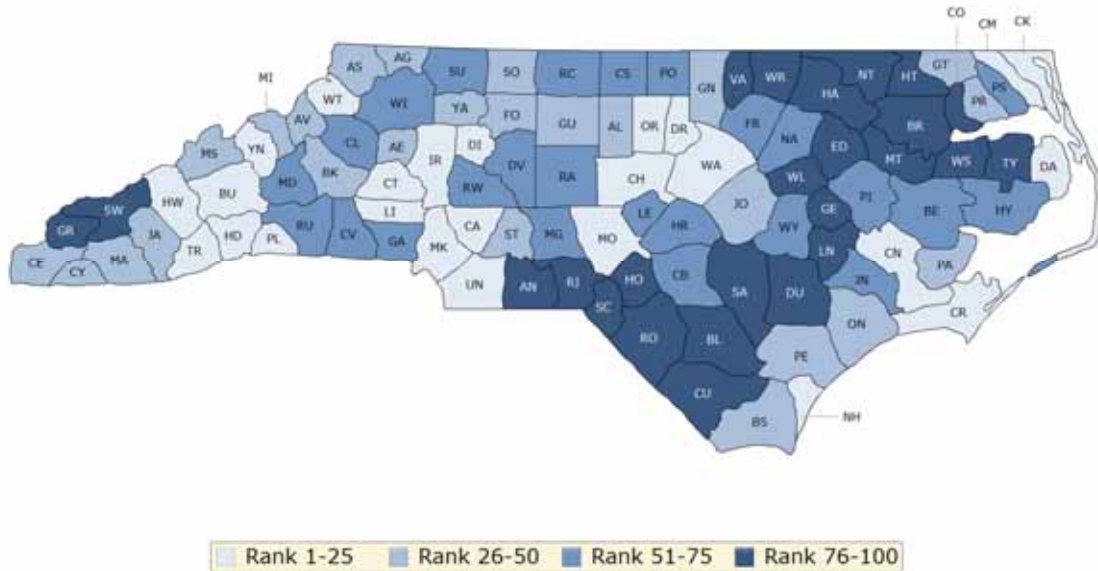 CO
CM
CK
MI
AS
AG
SU
SO
RC
CS
PO
GN
VA
WR
NT
HT
GT
HA
PS
PR
WT
WI
YA
FO
GU
AL
OR
DR
FR
NA
BR
AV
CL
AE
DI
ED
MT
WS
TY
DA
MS
YN
BK
IR
DV
RA
WA
WL
MD
CT
RW
CH
SW
HW
BU
LI
JO
GE
PI
BE
HY
GR
JA
RU
CV
GA
CA
ST
MG
MO
LE
HR
WY
LN
CE
CY
MA
TR
HD
PL
MK
CB
CN
PA
UN
AN
RI
HO
SC
SA
DU
JN
CR
RO
BL
ON
PE
CU
BS
NH
Rank 1-25 Rank 26-50 Rank 51-75 Rank 76-100